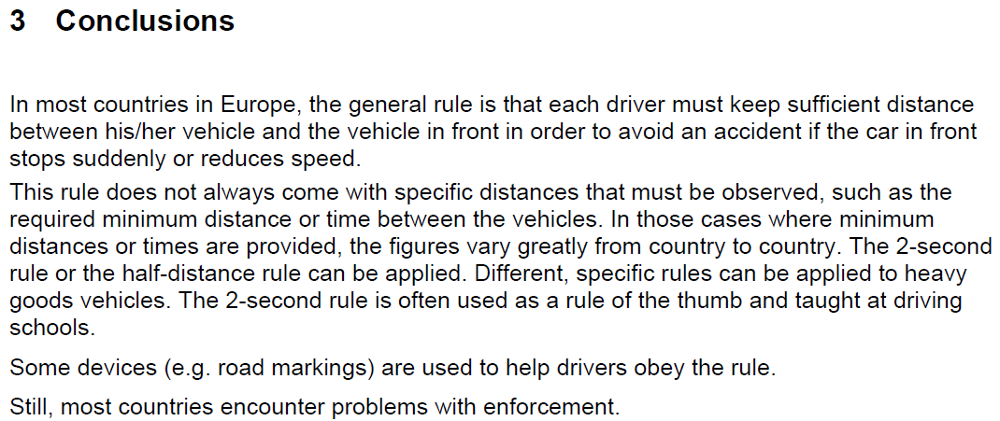 3 Conclusions
In most countries in Europe, the general rule is that each driver must keep sufficient distance
between his/her vehicle and the vehicle in front in order to avoid an accident if the car in front
stops suddenly or reduces speed.
This rule does not always come with specific distances that must be observed, such as the
required minimum distance or time between the vehicles. In those cases where minimum
distances or times are provided, the figures vary greatly from country to country. The 2-second
rule or the half-distance rule can be applied. Different, specific rules can be applied to heavy
goods vehicles. The 2-second rule is often used as a rule of the thumb and taught at driving
schools.
Some devices (e.g. road markings) are used to help drivers obey the rule.
Still, most countries encounter problems with enforcement.